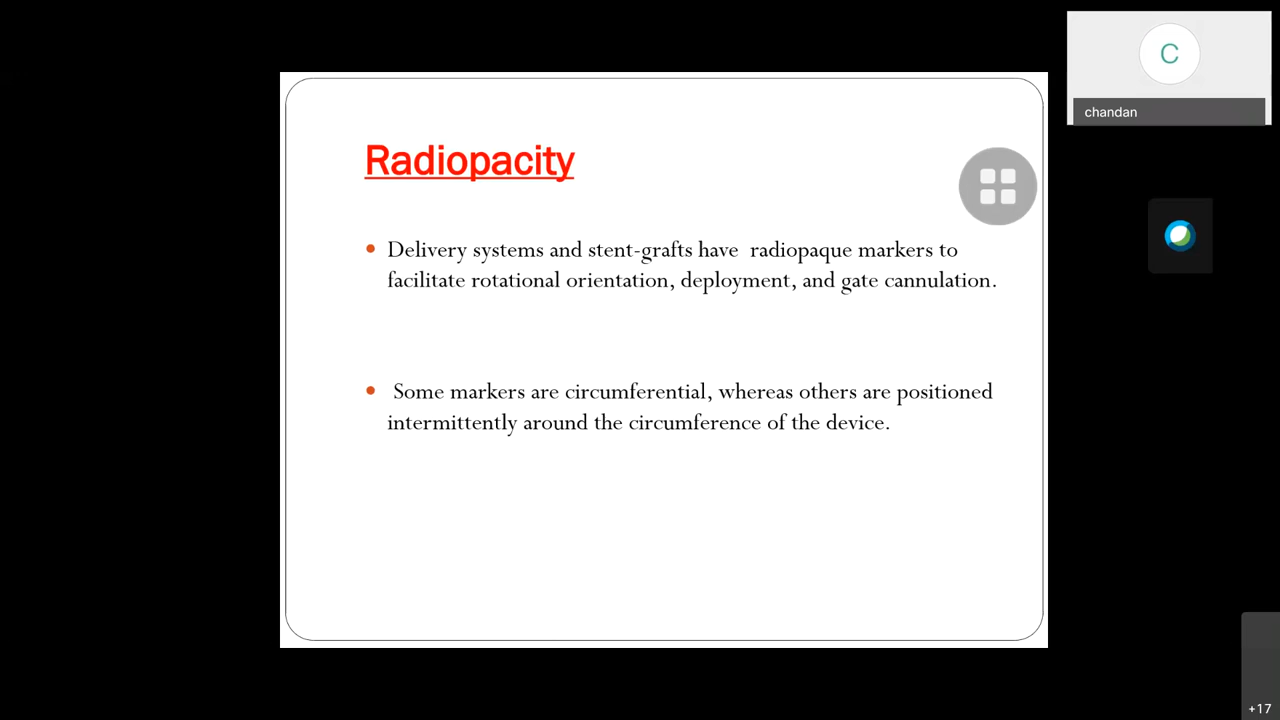 Radiopacity
Delivery systems and stent-grafts have radiopaque markers to
facilitate rotational orientation, deployment, and gate cannulation.
Some markers are circumferential, whereas others are positioned
intermittently around the circumference of the device.
C
chandan
+17